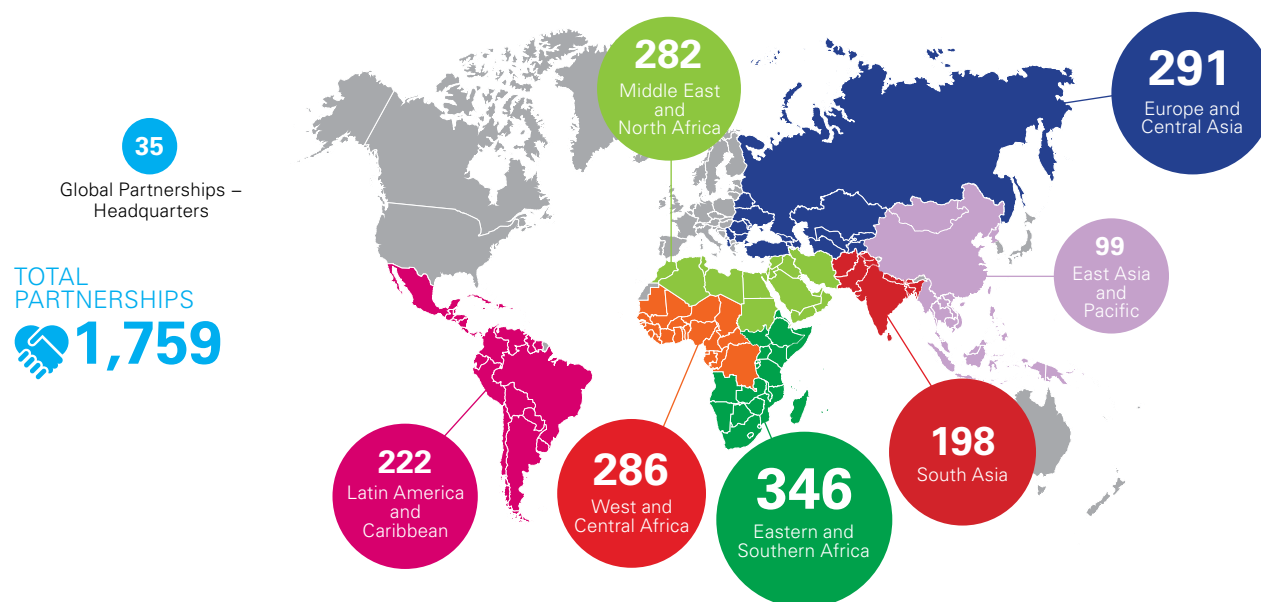 35
Global Partnerships –
Headquarters
TOTAL
PARTNERSHIPS
1,759
282
Middle East
and
North Africa
291
Europe and
Central Asia
99
East Asia
and
Pacific
222
Latin America
and
Caribbean
286
West and
Central Africa
346
Eastern and
Southern Africa
198
South Asia